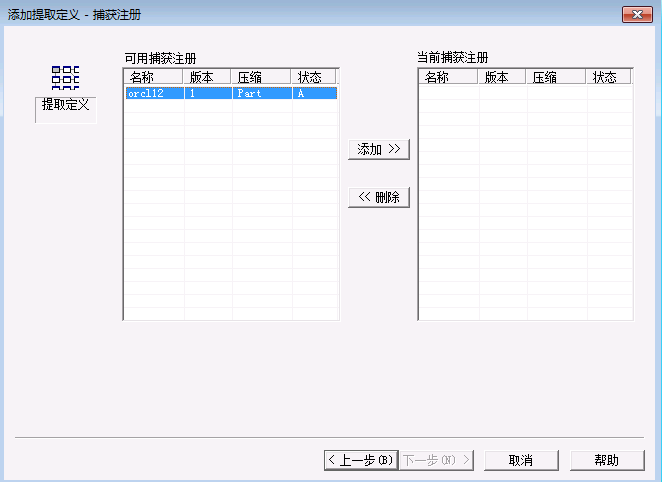 添加提取定义 - 捕获注册
提取定义
可用捕获注册
名称 版本 压缩 状态
orcl12 1 Part A
添加 >>
<< 删除
当前捕获注册
名称 版本 压缩 状态
< 上一步(B) 下一步(N) > 取消 帮助